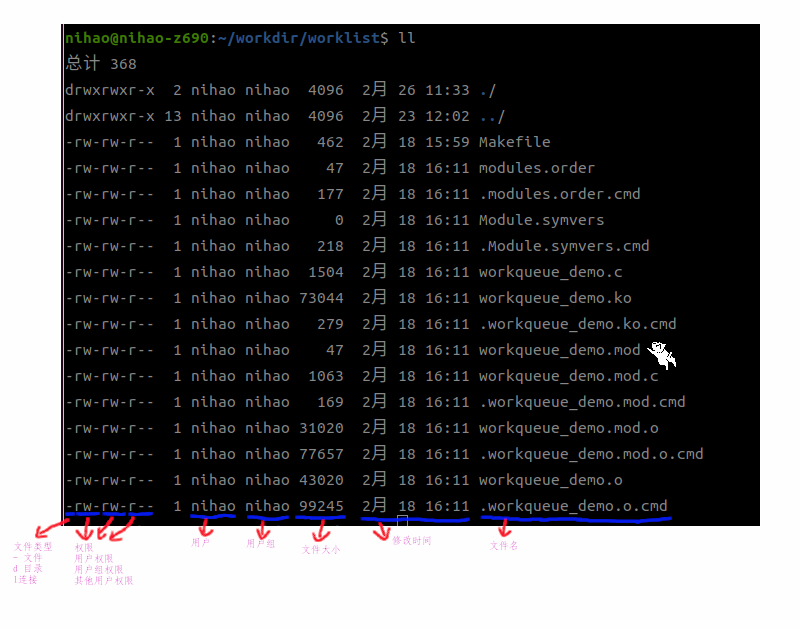 nihao@nihao-z690:~/workdir/worklist$ ll
总计 368
drwxrwxr-x  2 nihao nihao  4096  2月 26 11:33 ./
drwxrwxr-x 13 nihao nihao  4096  2月 23 12:02 ../
-rw-rw-r--  1 nihao nihao   462  2月 18 15:59 Makefile
-rw-rw-r--  1 nihao nihao    47  2月 18 16:11 modules.order
-rw-rw-r--  1 nihao nihao   177  2月 18 16:11 .modules.order.cmd
-rw-rw-r--  1 nihao nihao     0  2月 18 16:11 Module.symvers
-rw-rw-r--  1 nihao nihao   218  2月 18 16:11 .Module.symvers.cmd
-rw-rw-r--  1 nihao nihao  1504  2月 18 16:11 workqueue_demo.c
-rw-rw-r--  1 nihao nihao 73044  2月 18 16:11 workqueue_demo.ko
-rw-rw-r--  1 nihao nihao   279  2月 18 16:11 .workqueue_demo.ko.cmd
-rw-rw-r--  1 nihao nihao    47  2月 18 16:11 workqueue_demo.mod
-rw-rw-r--  1 nihao nihao  1063  2月 18 16:11 workqueue_demo.mod.c
-rw-rw-r--  1 nihao nihao   169  2月 18 16:11 .workqueue_demo.mod.cmd
-rw-rw-r--  1 nihao nihao 31020  2月 18 16:11 workqueue_demo.mod.o
-rw-rw-r--  1 nihao nihao 77657  2月 18 16:11 .workqueue_demo.mod.o.cmd
-rw-rw-r--  1 nihao nihao 43020  2月 18 16:11 workqueue_demo.o
-rw-rw-r--  1 nihao nihao 99245  2月 18 16:11 .workqueue_demo.o.cmd
文件类型
- 文件
d 目录
l连接
权限
用户权限
用户组权限
其他用户权限
用户
用户组
文件大小
修改时间
文件名